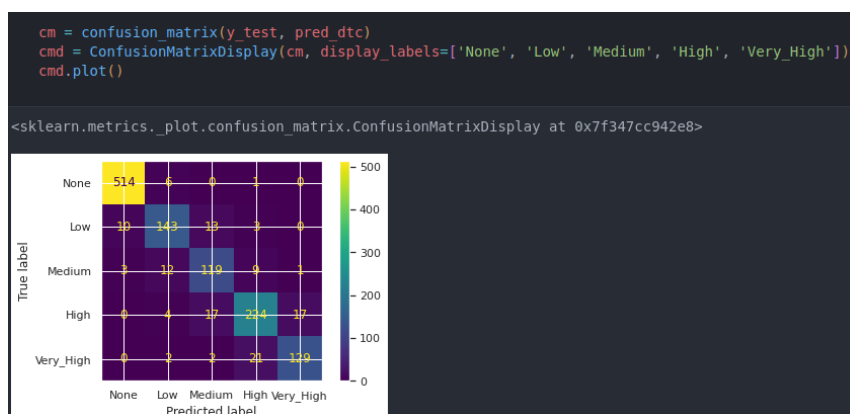 cm = confusion_matrix(y_test, pred_dtc)
cmd = ConfusionMatrixDisplay(cm, display_labels=['None', 'Low', 'Medium', 'High', 'Very_High'])
cmd.plot()
<sklearn.metrics._plot.confusion_matrix.ConfusionMatrixDisplay at 0x7f347cc942e8>
None 514 6 0 1 0
Low 10 143 13 3 0
Medium 3 12 119 9 1
High 0 4 17 224 17
Very_High 0 2 2 21 129
True label
None Low Medium High Very_High
Predicted label
500
400
300
200
100
0